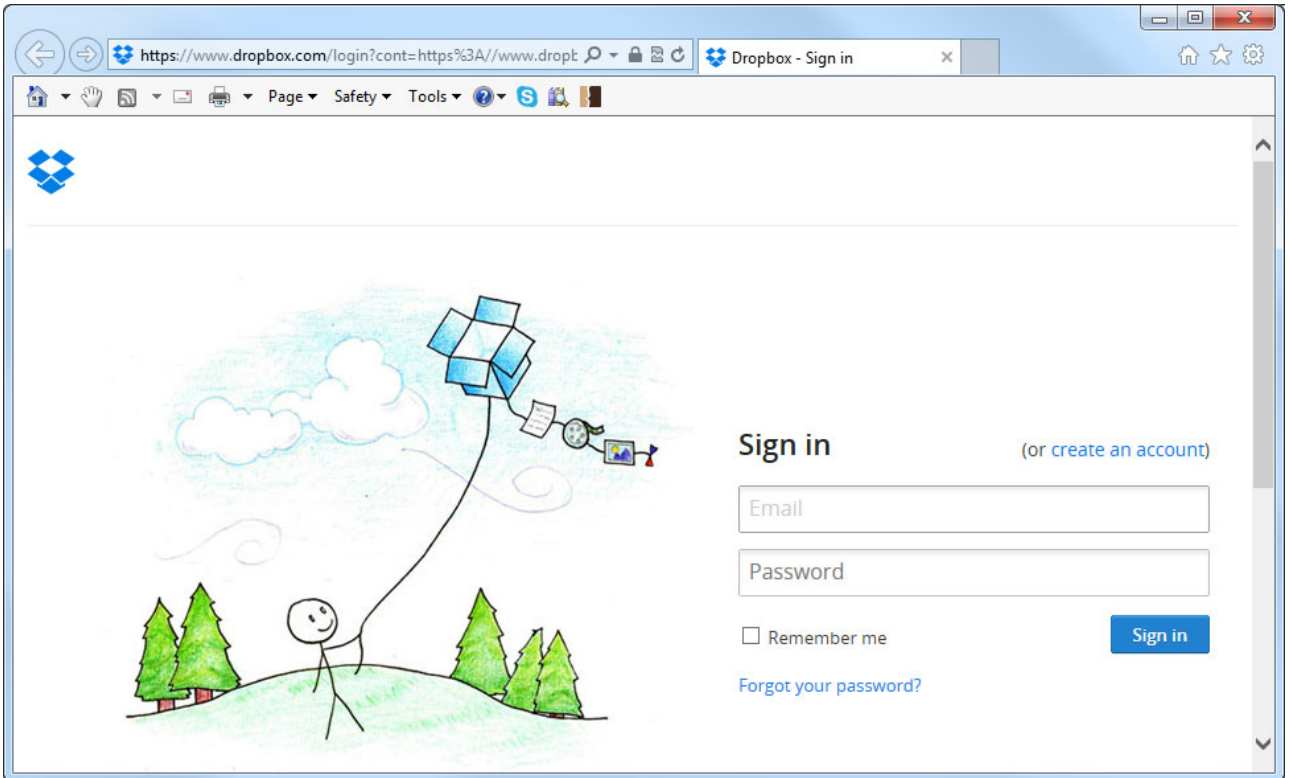 https://www.dropbox.com/login?cont=https%3A//www.dropb
Dropbox - Sign in
Page
Safety
Tools
Sign in
(or create an account)
Email
Password
Remember me
Sign in
Forgot your password?